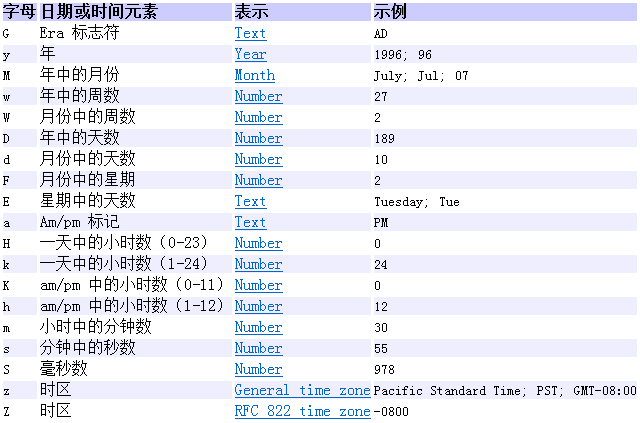 字母 日期或时间元素 表示 示例
G Era 标志符 Text AD
y 年 Year 1996; 96
M 年中的月份 Month July; Jul; 07
w 年中的周数 Number 27
W 月份中的周数 Number 2
D 年中的天数 Number 189
d 月份中的天数 Number 10
F 月份中的星期 Number 2
E 星期中的天数 Text Tuesday; Tue
a Am/pm 标记 Text PM
H 一天中的小时数（0-23） Number 0
k 一天中的小时数（1-24） Number 24
K am/pm 中的小时数（0-11） Number 0
h am/pm 中的小时数（1-12） Number 12
m 小时中的分钟数 Number 30
s 分钟中的秒数 Number 55
S 毫秒数 Number 978
z 时区 General time zone Pacific Standard Time; PST; GMT-08:00
Z 时区 RFC 822 time zone -0800